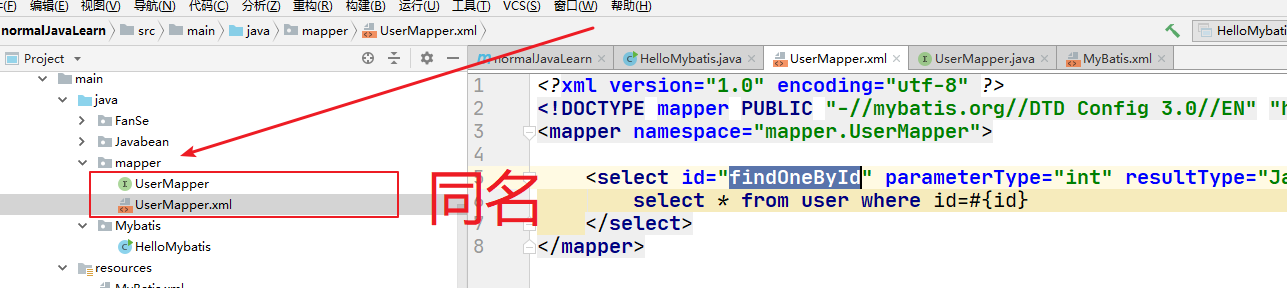 编辑(E) 视图(V) 导航(N) 代码(C) 分析(Z) 重构(R) 构建(B) 运行(U) 工具(T) VCS(S) 窗口(W) 帮助(H)
normalJavaLearn src main java mapper UserMapper.xml HelloMybatis
Project normalJavaLearn HelloMybatis.java UserMapper.xml UserMapper.java MyBatis.xml
main
java
FanSe
Javabean
mapper
UserMapper
UserMapper.xml
Mybatis
HelloMybatis
resources
MyBatis.xml
同名
1 <?xml version="1.0" encoding="utf-8" ?>
2 <!DOCTYPE mapper PUBLIC "-//mybatis.org//DTD Config 3.0//EN" "h
3 <mapper namespace="mapper.UserMapper">
4
<select id="findOneById" parameterType="int" resultType="Ja
select * from user where id=#{id}
</select>
8 </mapper>